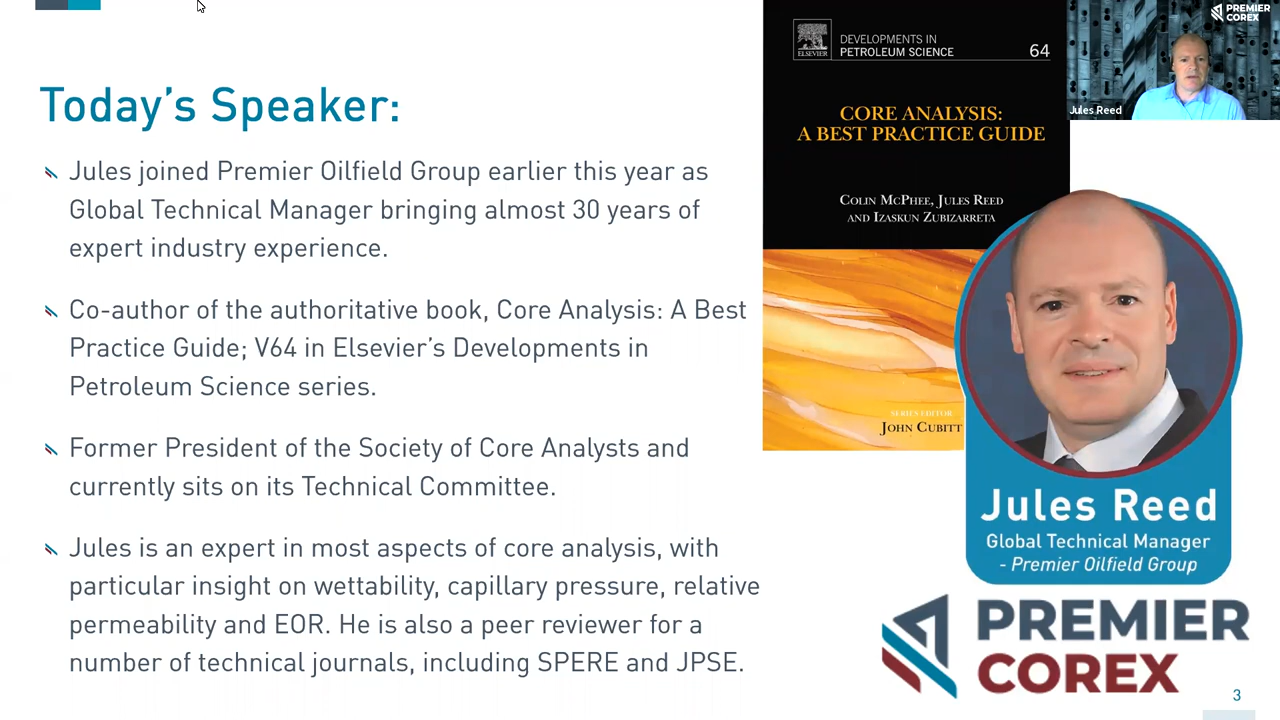 Today's Speaker:
Jules joined Premier Oilfield Group earlier this year as
Global Technical Manager bringing almost 30 years of
expert industry experience.
Co-author of the authoritative book, Core Analysis: A Best
Practice Guide; V64 in Elsevier's Developments in
Petroleum Science series.
Former President of the Society of Core Analysts and
currently sits on its Technical Committee.
Jules is an expert in most aspects of core analysis, with
particular insight on wettability, capillary pressure, relative
permeability and EOR. He is also a peer reviewer for a
number of technical journals, including SPERE and JPSE.
ELSEVIER
DEVELOPMENTS IN
PETROLEUM SCIENCE
64
CORE ANALYSIS:
A BEST PRACTICE GUIDE
COLIN MCPHEE, JULES REED
AND IZASKUN ZUBIZARRETA
SERIES EDITOR
JOHN CUBITT
PREMIER
COREX
Jules Reed
Jules Reed
Global Technical Manager
- Premier Oilfield Group
PREMIER
COREX
3